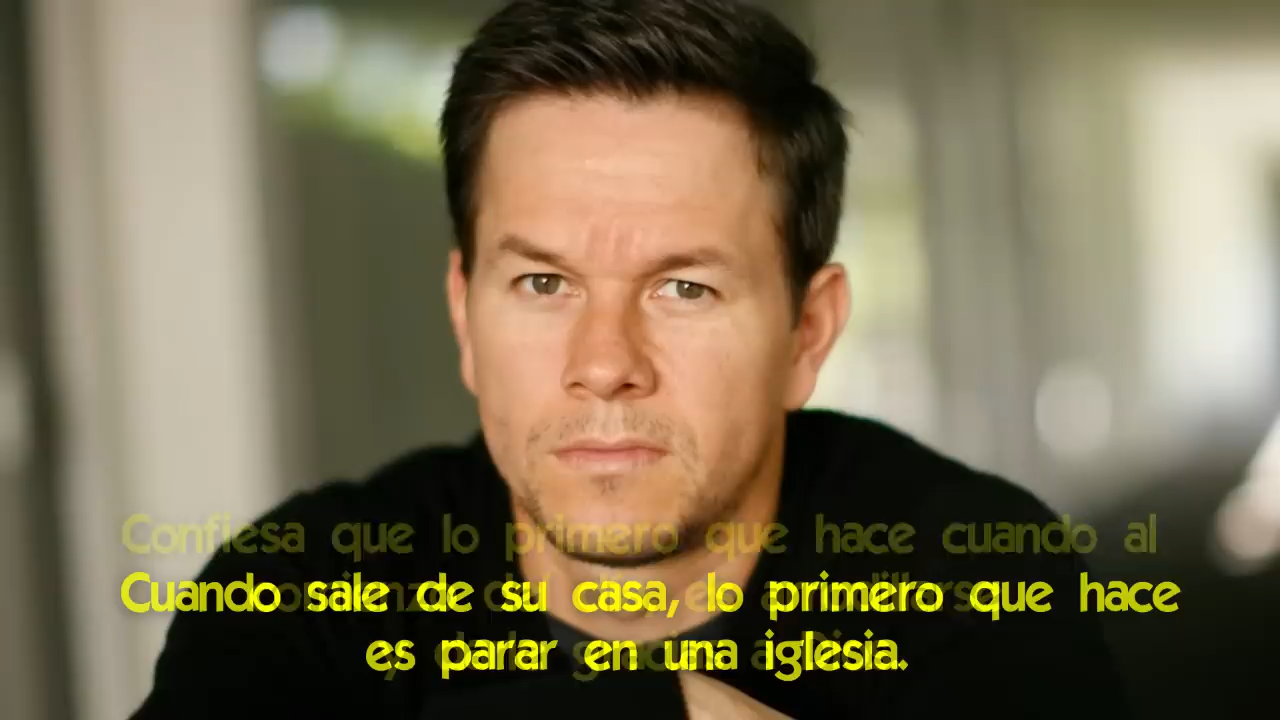 Confiesa que lo primero que hace cuando al
Cuando sale de su casa, lo primero que hace
es parar en una iglesia.